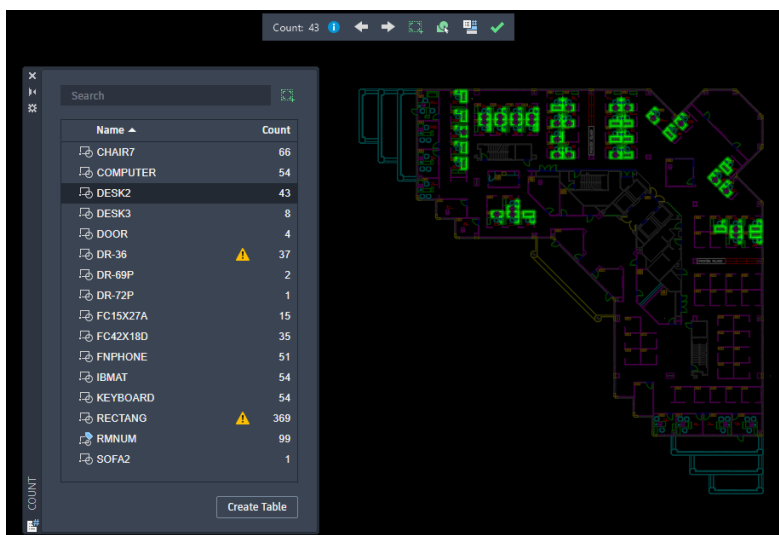 Count: 43
Search
Name Count
CHAIR7 66
COMPUTER 54
DESK2 43
DESK3 8
DOOR 4
DR-36 37
DR-69P 2
DR-72P 1
FC15X27A 15
FC42X18D 35
FNPHONE 51
IBMAT 54
KEYBOARD 54
RECTANG 369
RMNUM 99
SOFA2 1
Create Table
COUNT